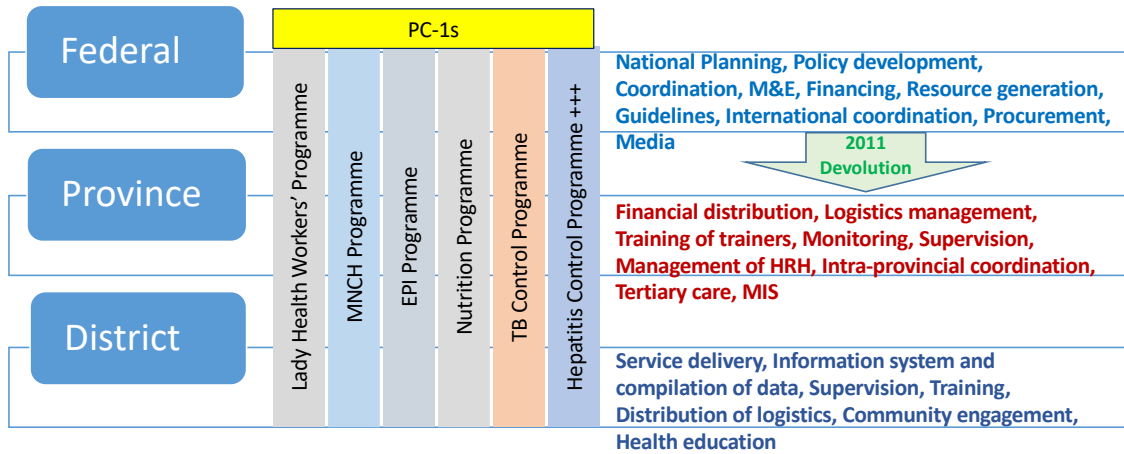 Federal
PC-1s
Lady Health Workers’ Programme
MNCH Programme
EPI Programme
Nutrition Programme
TB Control Programme
Hepatitis Control Programme +++
National Planning, Policy development,
Coordination, M&E, Financing, Resource generation,
Guidelines, International coordination, Procurement,
Media
2011
Devolution
Province
Financial distribution, Logistics management,
Training of trainers, Monitoring, Supervision,
Management of HRH, Intra-provincial coordination,
Tertiary care, MIS
District
Service delivery, Information system and
compilation of data, Supervision, Training,
Distribution of logistics, Community engagement,
Health education